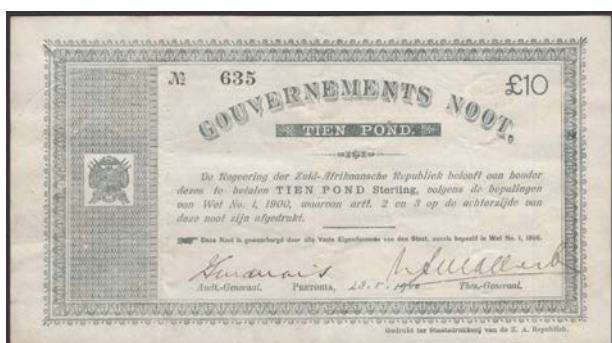 No 635 £10
GOUVERNEMENTS NOOT,
TIEN POND.
De Regeering der Zuid-Afrikaansche Republiek belooft aan houder
dezes te betalen TIEN POND Sterling, volgens de bepalingen
van Wet No. 1, 1900, waarvan artt. 2 en 3 op de achterzijde van
deze noot zijn afgedrukt.
Deze Noot is gewaarborgd door alle Vaste Eigendommen van den Staat, zooals bepaald in Wet No. 1, 1900.
Audt.-Generaal. PRETORIA, 1900 Thes.-Generaal.
Gedrukt ter Staatsdrukkerij van de Z. A. Republiek.